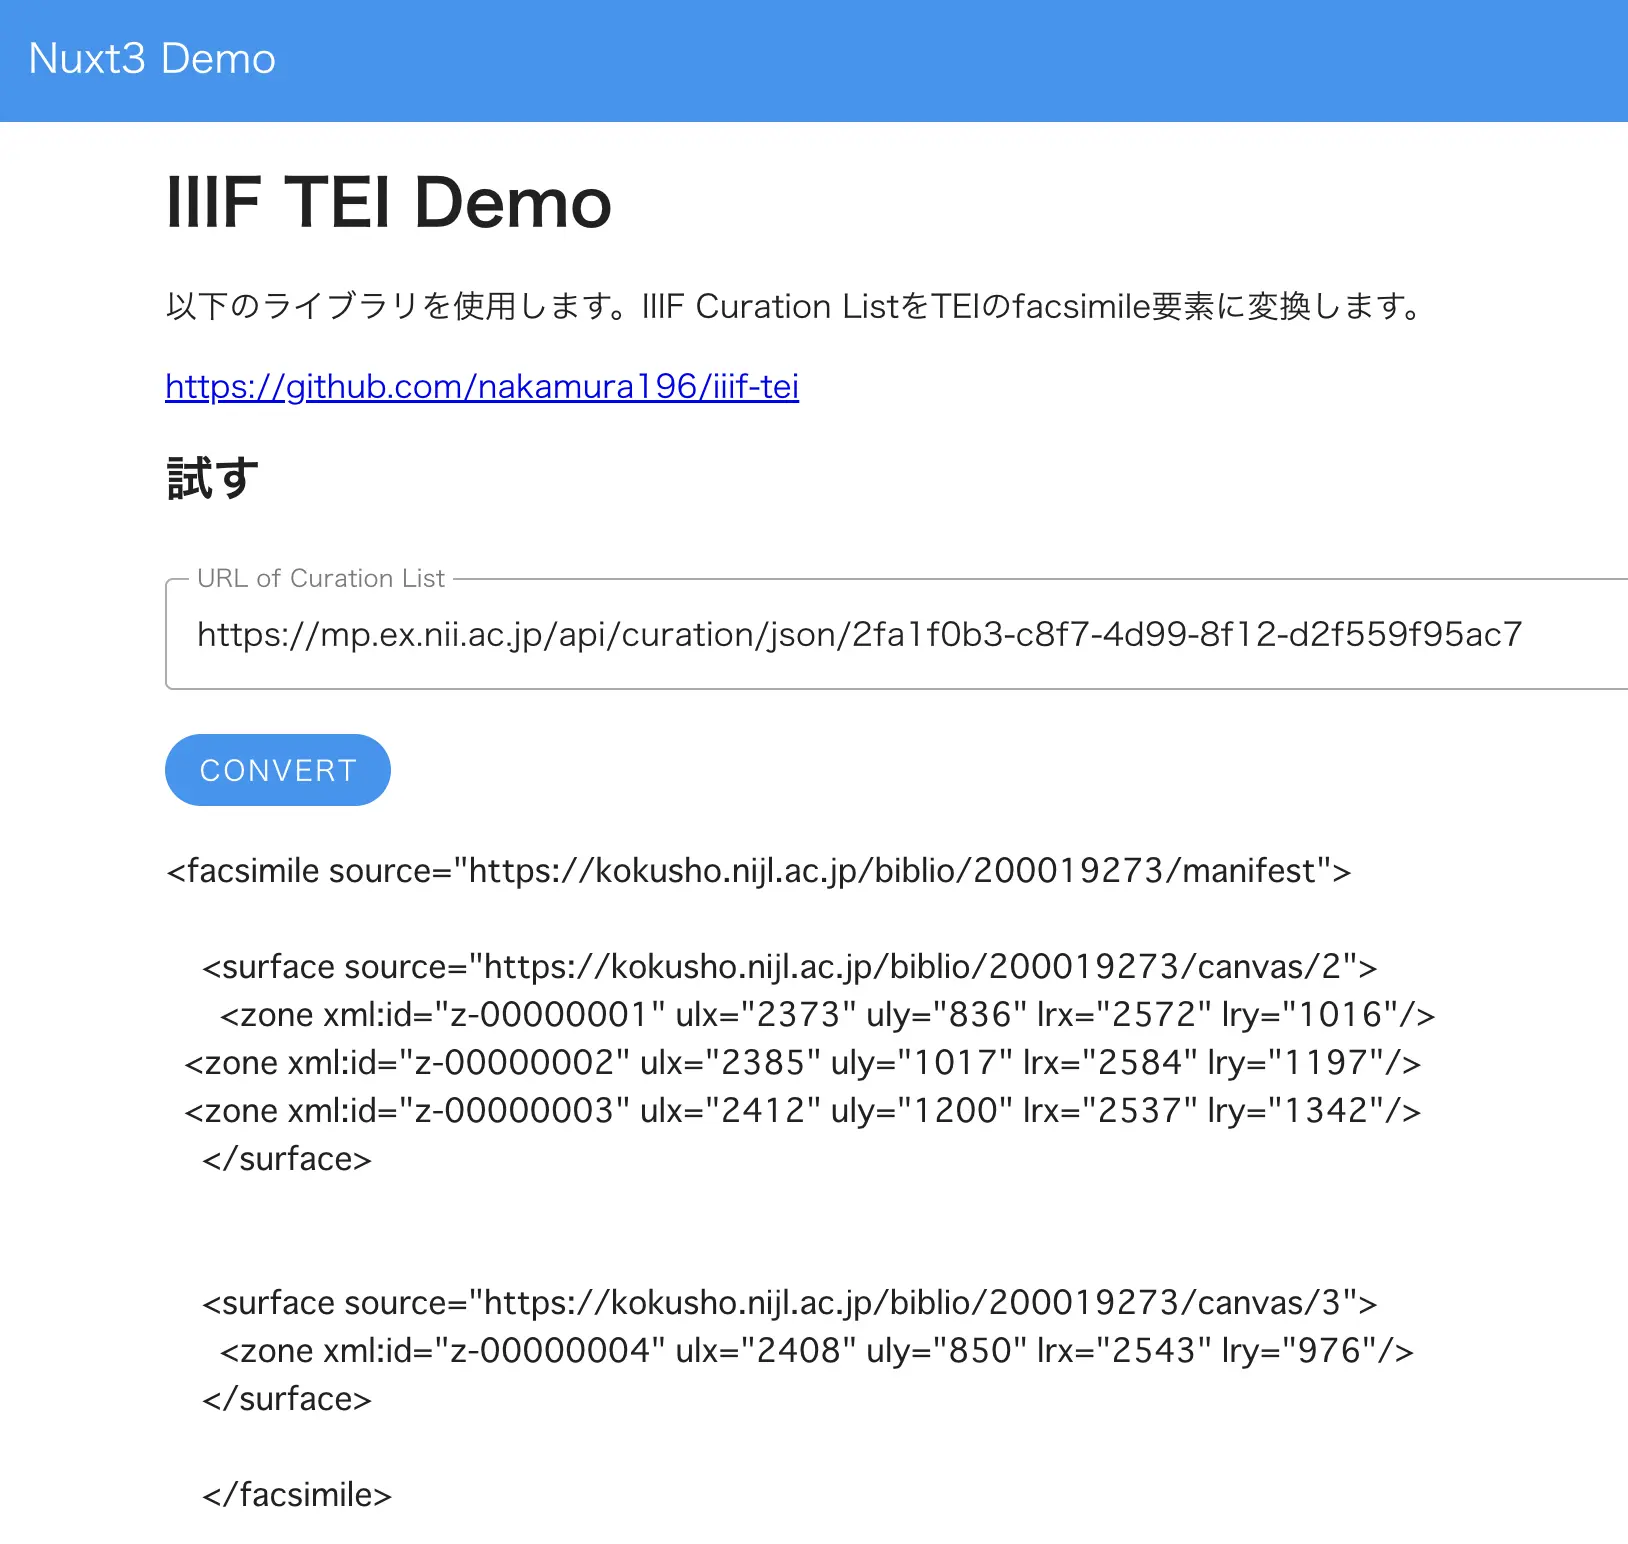 Nuxt3 Demo
IIIF TEI Demo
以下のライブラリを使用します。IIIF Curation ListをTEIのfacsimile要素に変換します。
https://github.com/nakamura196/iiif-tei
試す
URL of Curation List
https://mp.ex.nii.ac.jp/api/curation/json/2fa1f0b3-c8f7-4d99-8f12-d2f559f95ac7
CONVERT
<facsimile source="https://kokusho.nijl.ac.jp/biblio/200019273/manifest">
<surface source="https://kokusho.nijl.ac.jp/biblio/200019273/canvas/2">
<zone xml:id="z-00000001" ulx="2373" uly="836" lrx="2572" lry="1016"/>
<zone xml:id="z-00000002" ulx="2385" uly="1017" lrx="2584" lry="1197"/>
<zone xml:id="z-00000003" ulx="2412" uly="1200" lrx="2537" lry="1342"/>
</surface>
<surface source="https://kokusho.nijl.ac.jp/biblio/200019273/canvas/3">
<zone xml:id="z-00000004" ulx="2408" uly="850" lrx="2543" lry="976"/>
</surface>
</facsimile>